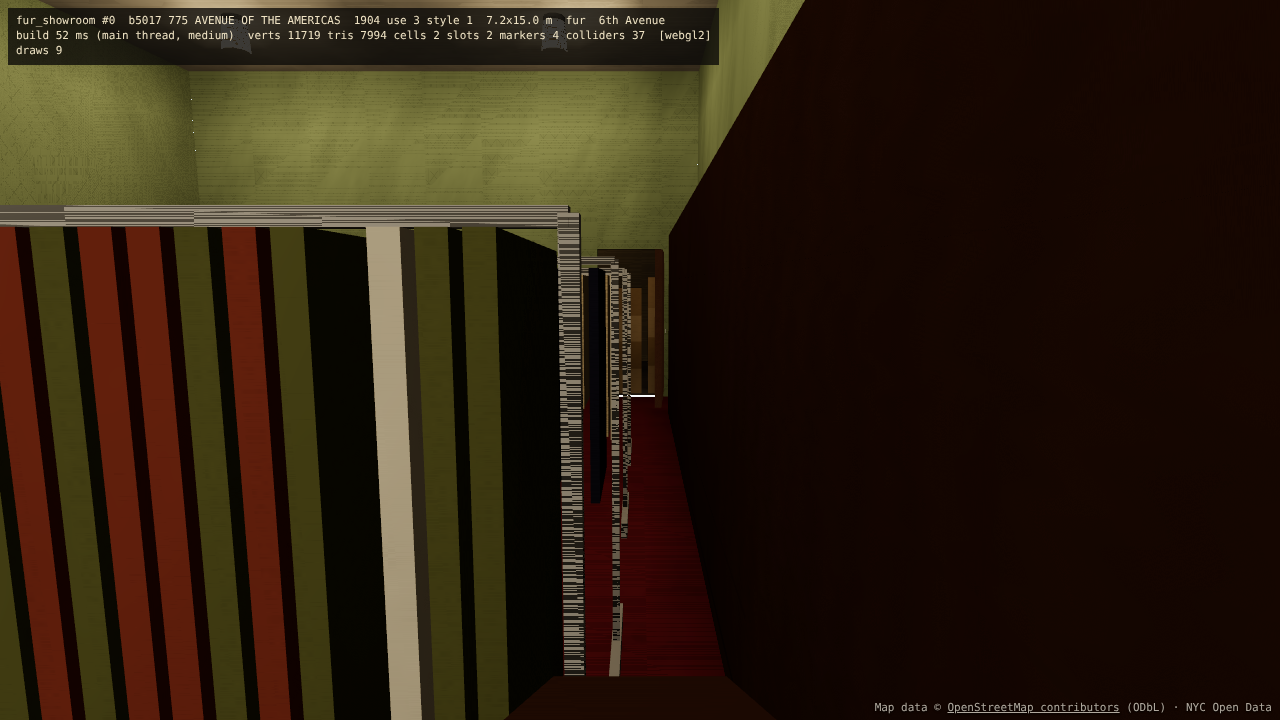 fur_showroom #0  b5017 775 AVENUE OF THE AMERICAS  1904 use 3 style 1  7.2x15.0 m  fur  6th Avenue
build 52 ms (main thread, medium)  verts 11719 tris 7994 cells 2 slots 2 markers 4 colliders 37  [webgl2]
draws 9
Map data © OpenStreetMap contributors (ODbL) · NYC Open Data